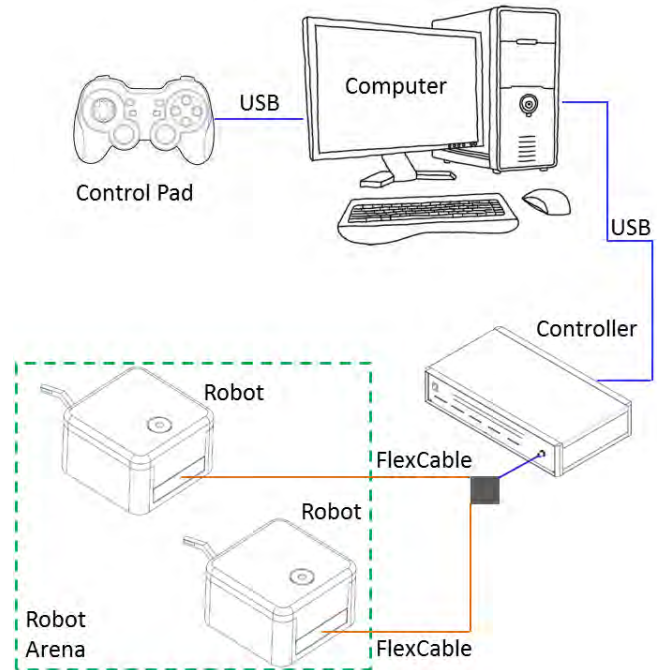 Computer
USB
Control Pad
USB
Controller
Robot
FlexCable
Robot
Robot
Arena
FlexCable